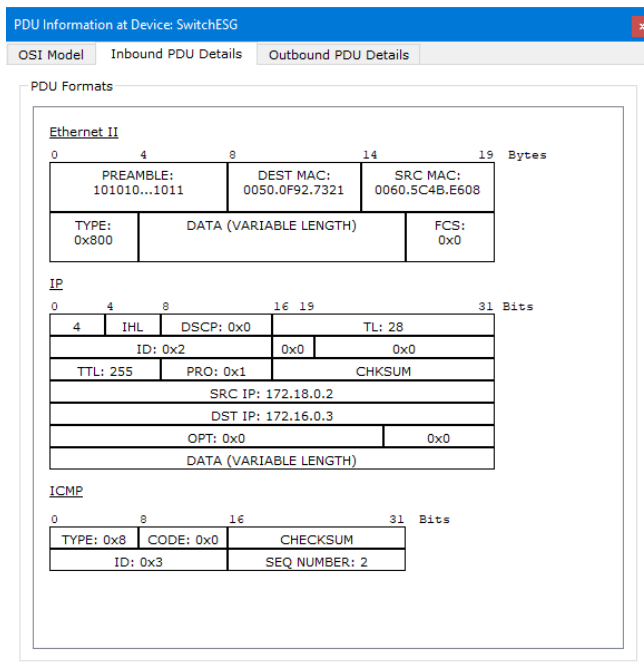 PDU Information at Device: SwitchESG
x
OSI Model Inbound PDU Details Outbound PDU Details
PDU Formats
Ethernet II
0 4 8 14 19 Bytes
PREAMBLE: DEST MAC: SRC MAC:
101010...1011 0050.0F92.7321 0060.5C4B.E608
TYPE: DATA (VARIABLE LENGTH) FCS:
0x800 0x0
IP
0 4 8 16 19 31 Bits
4 IHL DSCP: 0x0 TL: 28
ID: 0x2 0x0 0x0
TTL: 255 PRO: 0x1 CHKSUM
SRC IP: 172.18.0.2
DST IP: 172.16.0.3
OPT: 0x0 0x0
DATA (VARIABLE LENGTH)
ICMP
0 8 16 31 Bits
TYPE: 0x8 CODE: 0x0 CHECKSUM
ID: 0x3 SEQ NUMBER: 2